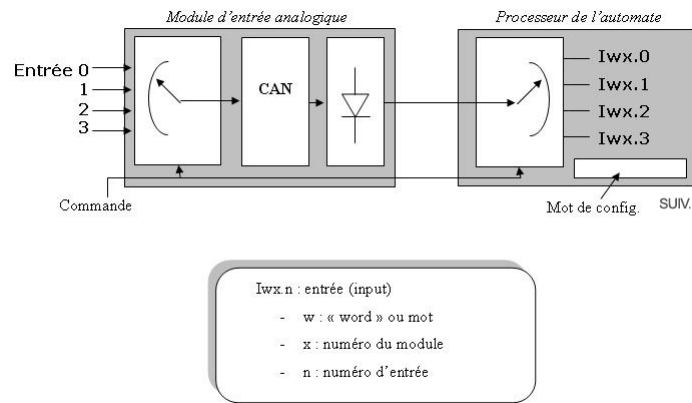 Module d'entrée analogique
Processeur de l'automate
Entrée 0
1
2
3
CAN
Iwx.0
Iwx.1
Iwx.2
Iwx.3
Commande
Mot de config.
SUIV.
Iwx.n : entrée (input)
- w : « word » ou mot
- x : numéro du module
- n : numéro d'entrée